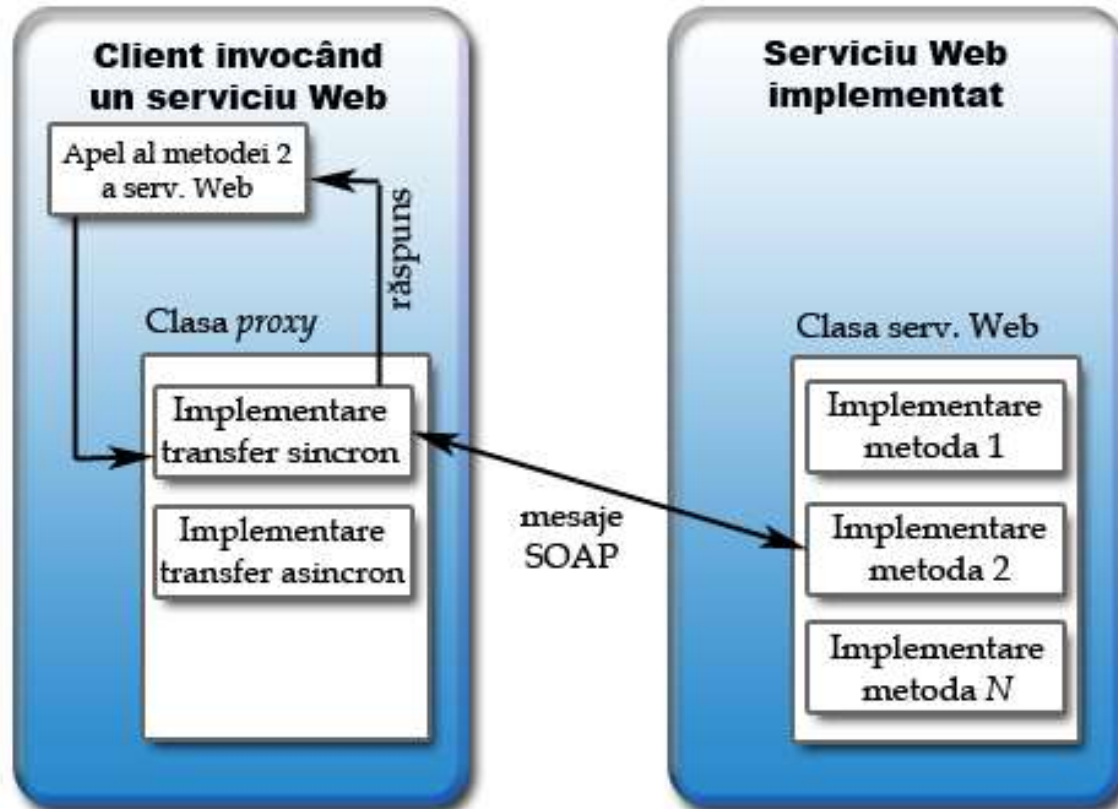 Client invocând
un serviciu Web
Apel al metodei 2
a serv. Web
răspuns
Clasa proxy
Implementare
transfer sincron
Implementare
transfer asincron
mesaje
SOAP
Serviciu Web
implementat
Clasa serv. Web
Implementare
metoda 1
Implementare
metoda 2
Implementare
metoda N